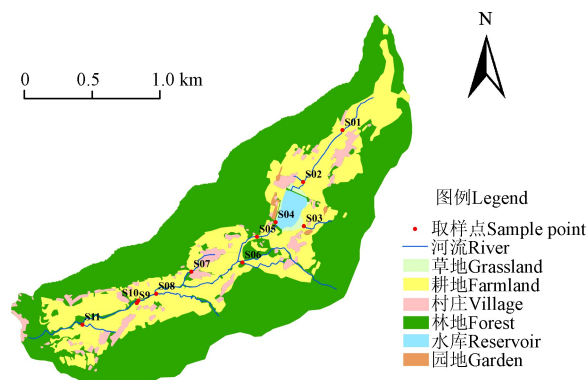 N
0
0.5
1.0 km
S01
S02
S04
S03
S05
S06
S07
S08
S10
S9
S11
图例Legend
取样点Sample point
河流River
草地Grassland
耕地Farmland
村庄Village
林地Forest
水库Reservoir
园地Garden